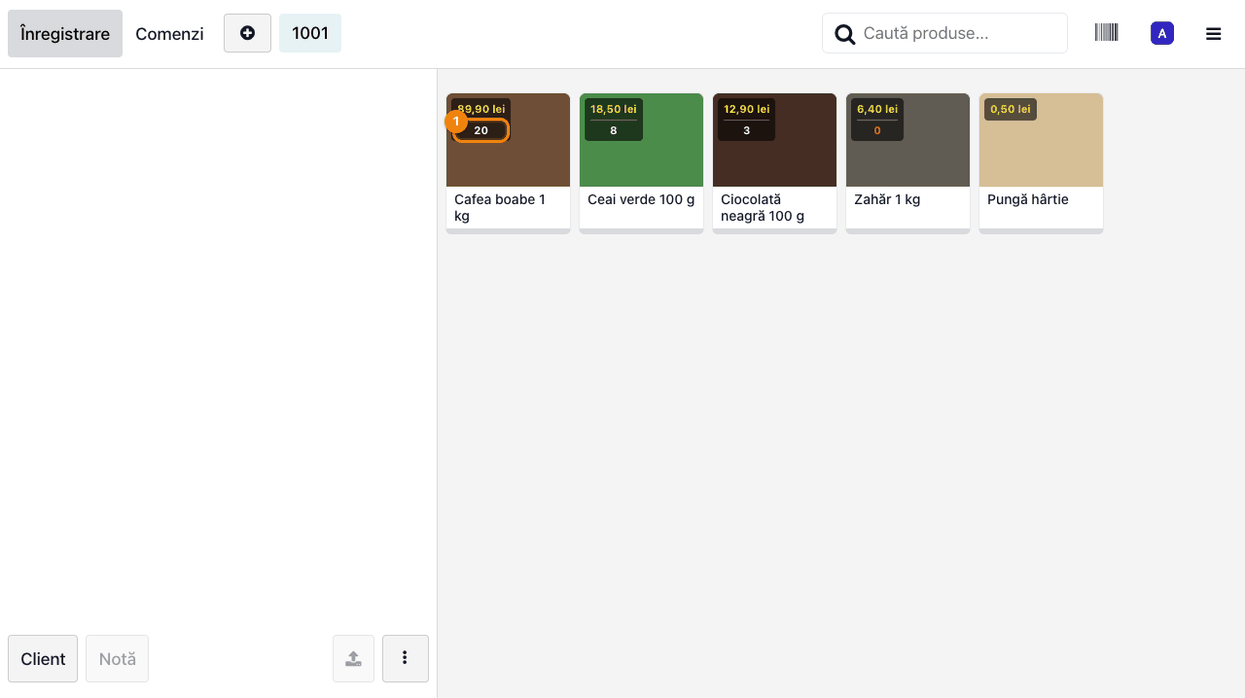 Înregistrare
Comenzi
1001
Caută produse...
A
89,90 lei
1
20
Cafea boabe 1
kg
18,50 lei
8
Ceai verde 100 g
12,90 lei
3
Ciocolată
neagră 100 g
6,40 lei
0
Zahăr 1 kg
0,50 lei
Pungă hârtie
Client
Notă